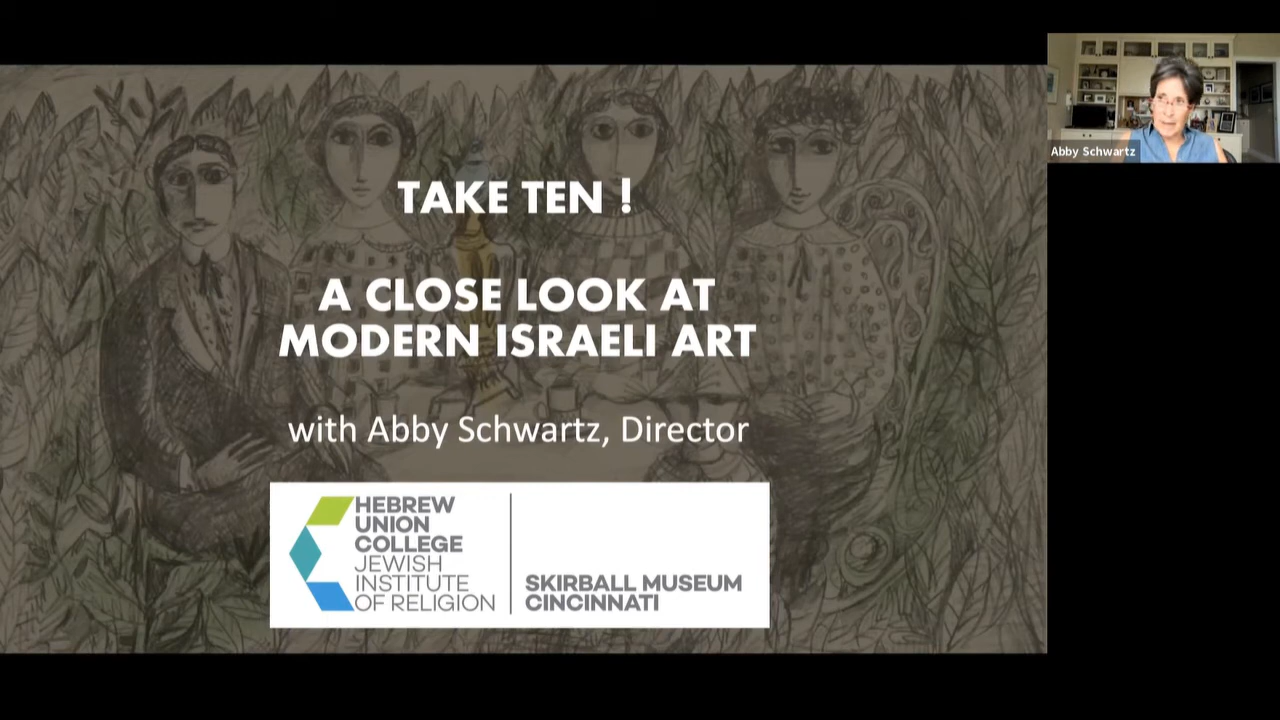 TAKE TEN !
A CLOSE LOOK AT
MODERN ISRAELI ART
with Abby Schwartz, Director
HEBREW
UNION
COLLEGE
JEWISH
INSTITUTE
OF RELIGION
SKIRBALL MUSEUM
CINCINNATI
Abby Schwartz